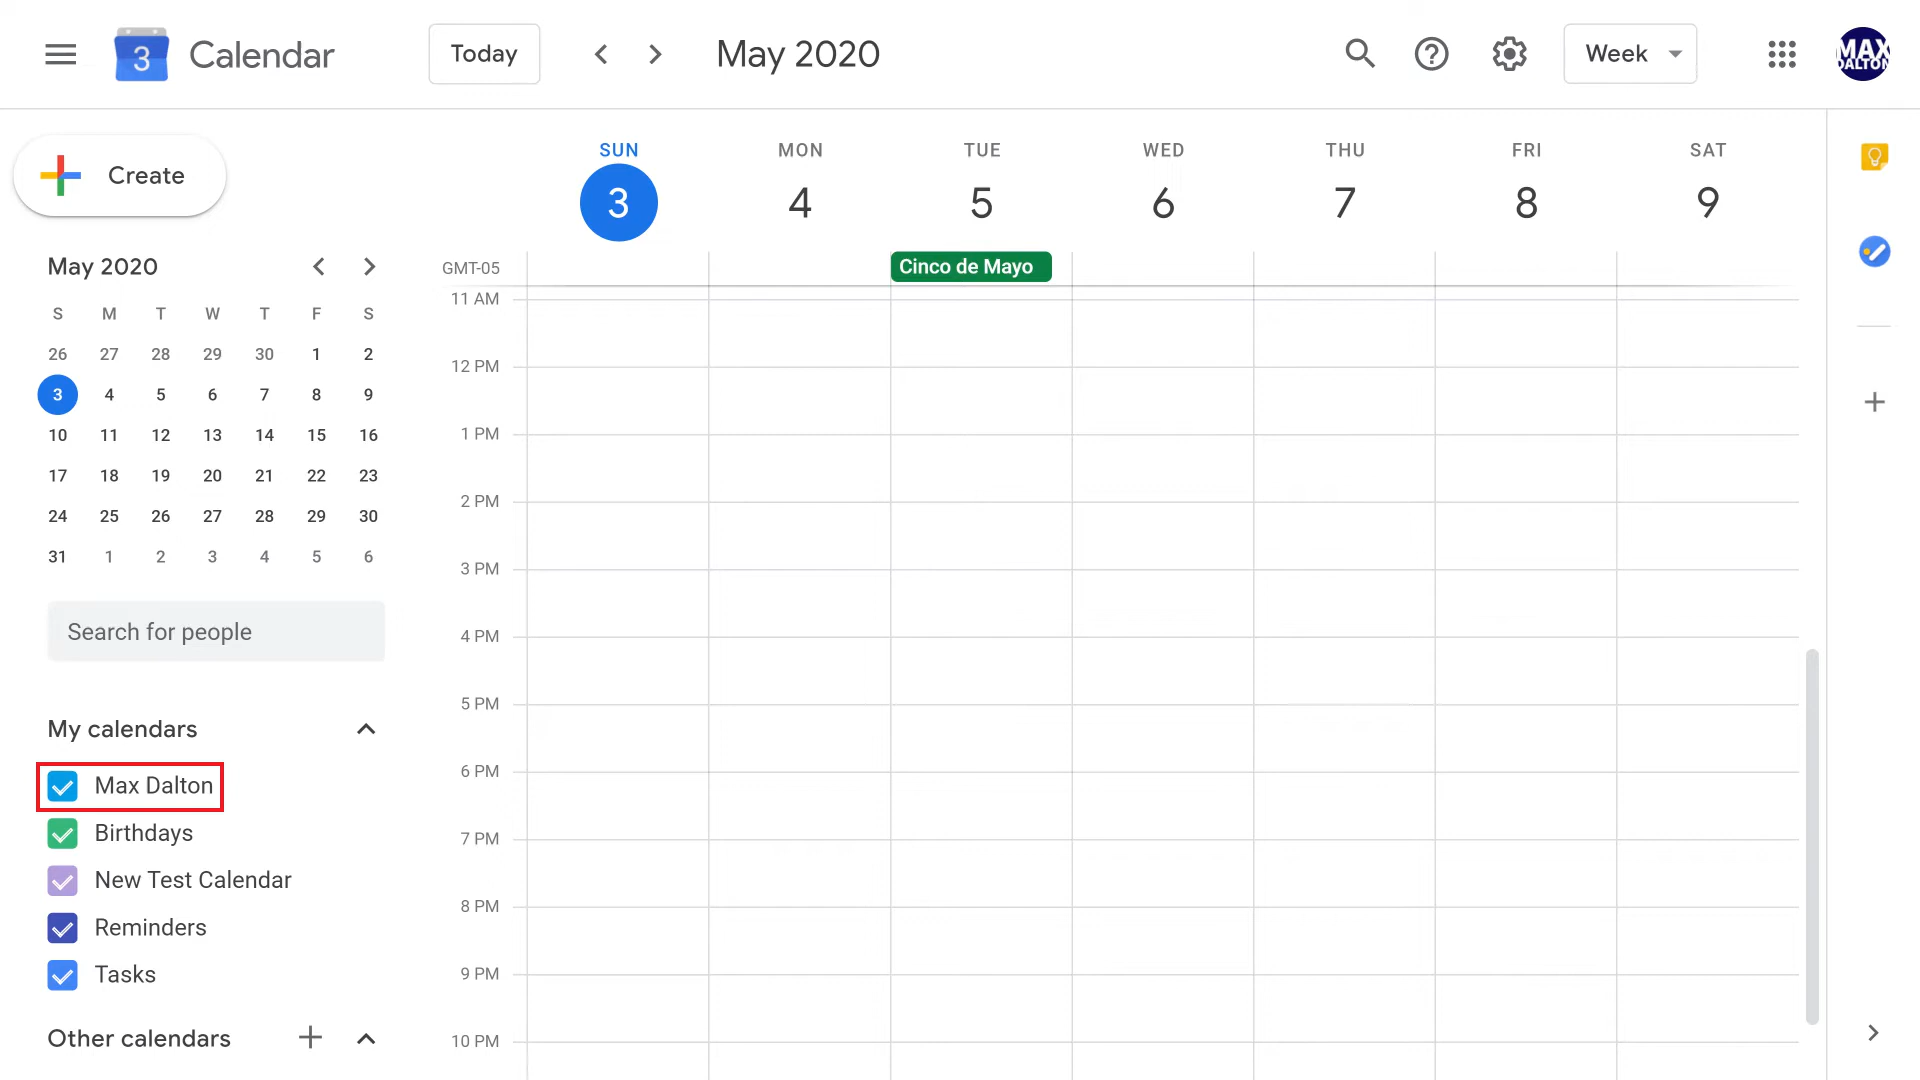 3 Calendar Today May 2020 Week MAX DALTON
Create
May 2020
S M T W T F S
26 27 28 29 30 1 2
3 4 5 6 7 8 9
10 11 12 13 14 15 16
17 18 19 20 21 22 23
24 25 26 27 28 29 30
31 1 2 3 4 5 6
Search for people
My calendars
Max Dalton
Birthdays
New Test Calendar
Reminders
Tasks
Other calendars
SUN MON TUE WED THU FRI SAT
3 4 5 6 7 8 9
GMT-05 Cinco de Mayo
11 AM
12 PM
1 PM
2 PM
3 PM
4 PM
5 PM
6 PM
7 PM
8 PM
9 PM
10 PM